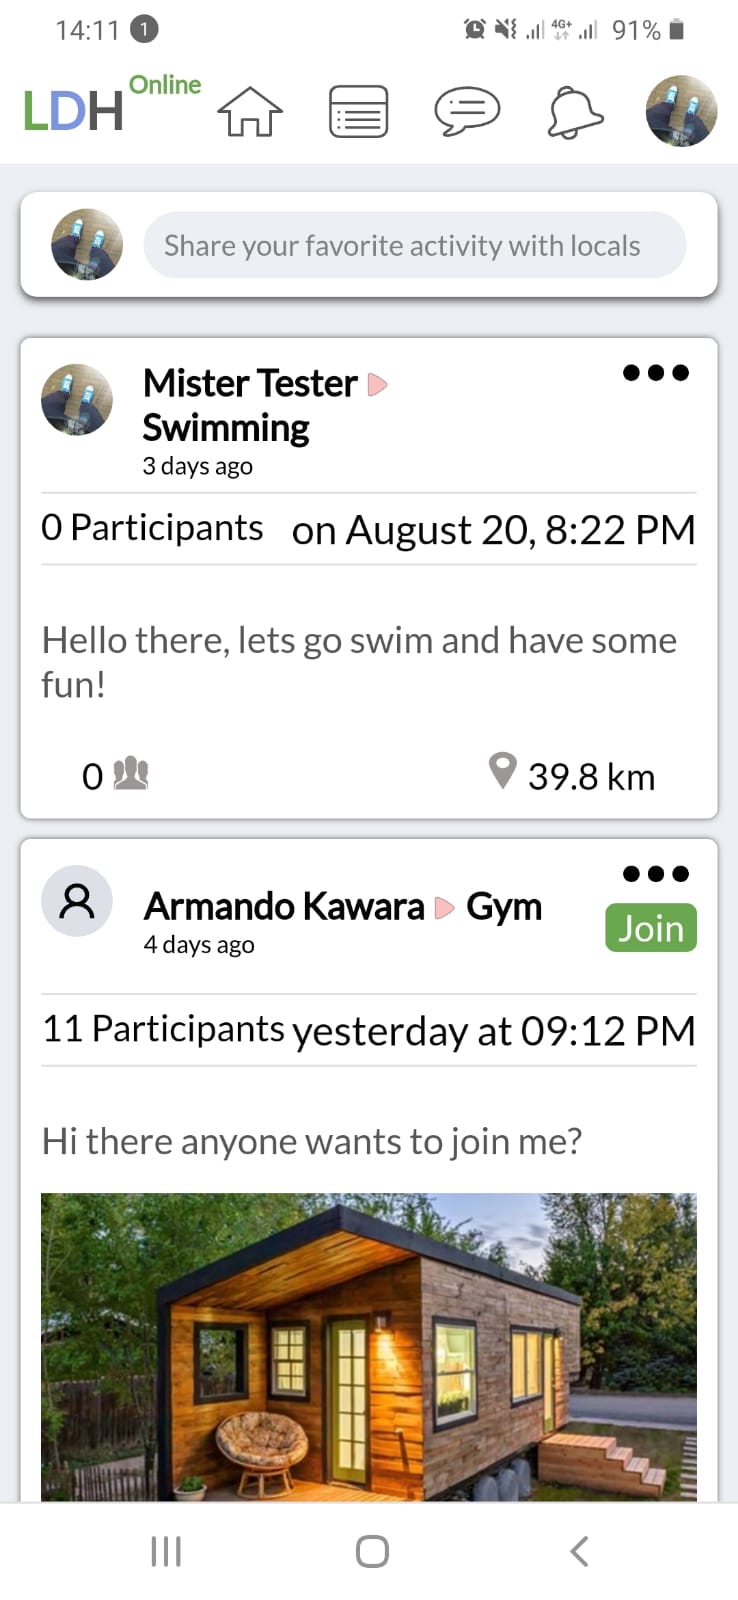 14:11 1 4G+ 91%
LDH Online
Share your favorite activity with locals
Mister Tester
Swimming
3 days ago
0 Participants on August 20, 8:22 PM
Hello there, lets go swim and have some
fun!
0 39.8 km
Armando Kawara Gym
4 days ago
Join
11 Participants yesterday at 09:12 PM
Hi there anyone wants to join me?